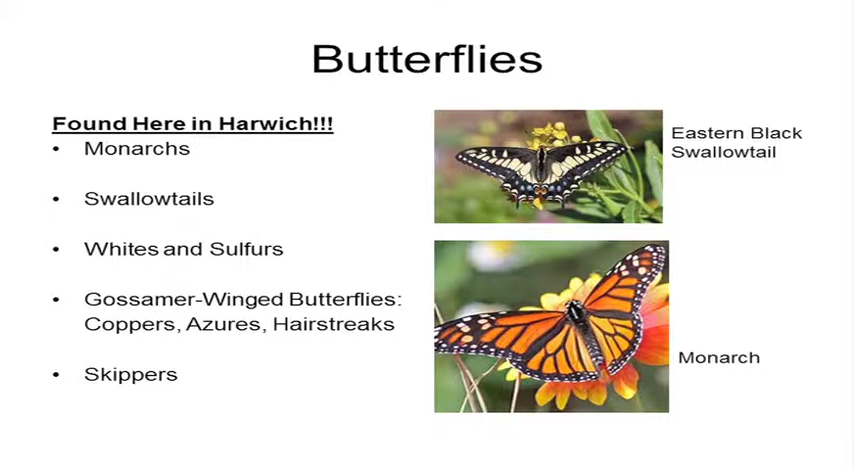 Butterflies
Found Here in Harwich!!!
• Monarchs
• Swallowtails
• Whites and Sulfurs
• Gossamer-Winged Butterflies:
Coppers, Azures, Hairstreaks
• Skippers
Eastern Black
Swallowtail
Monarch